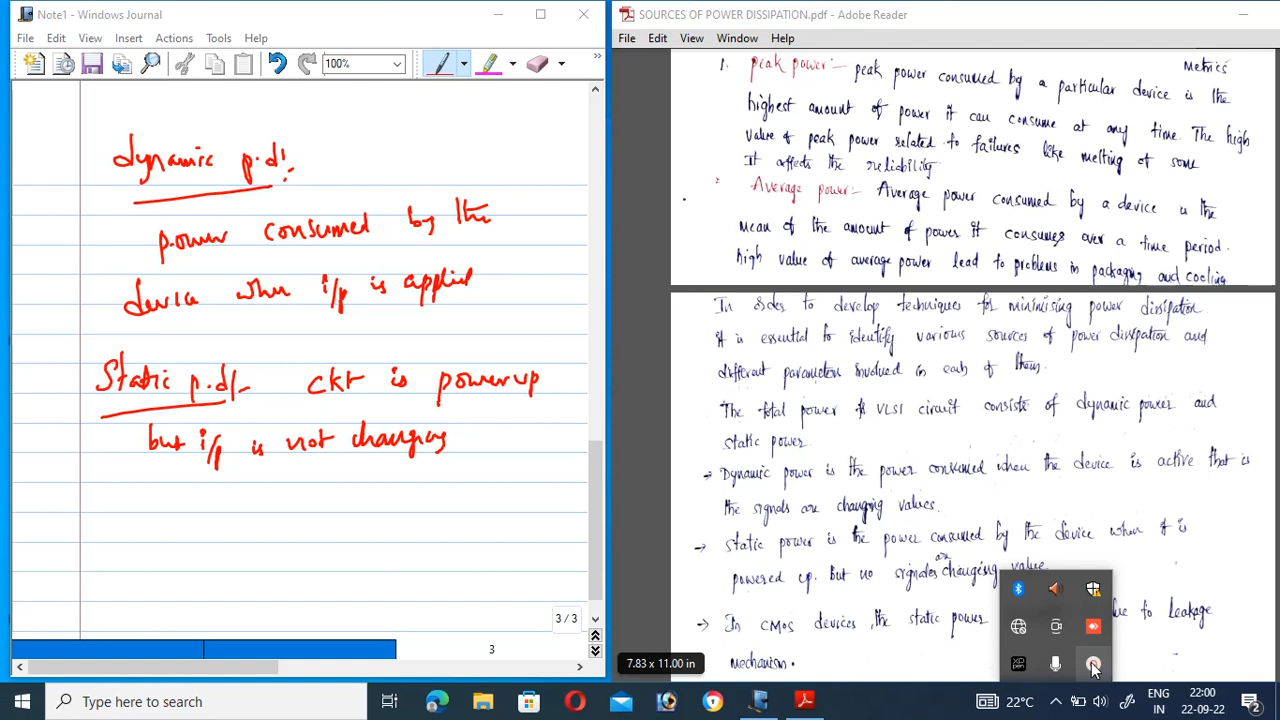 Note1 - Windows Journal
File Edit View Insert Actions Tools Help
100%
dynamic p.d!
power consumed by the
device when i/p is applied
Static p.d/- ckt is powerup
but i/p is not changing
3/3
3
SOURCES OF POWER DISSIPATION.pdf - Adobe Reader
File Edit View Window Help
Metrics
1. peak power:- peak power consumed by a particular device is the
highest amount of power it can consume at any time. The high
value of peak power related to failures like melting of some
It affects the reliability
Average power:- Average power consumed by a device is the
mean of the amount of power it consumes over a time period.
high value of average power lead to problems in packaging and cooling
In order to develop techniques for minimising power dissipation
it is essential to identify various sources of power dissipation and
different parameters involved in each of them.
The total power of VLSI circuit consists of dynamic power and
static power
→ Dynamic power is the power consumed when the device is active that is
the signals are changing values.
→ Static power is the power consumed by the device when it is
powered up. but no signals are changing value.
→ In CMOS devices, the static power due to Leakage
mechanism.
7.83 x 11.00 in
Type here to search
22°C
ENG
IN
22:00
22-09-22
2